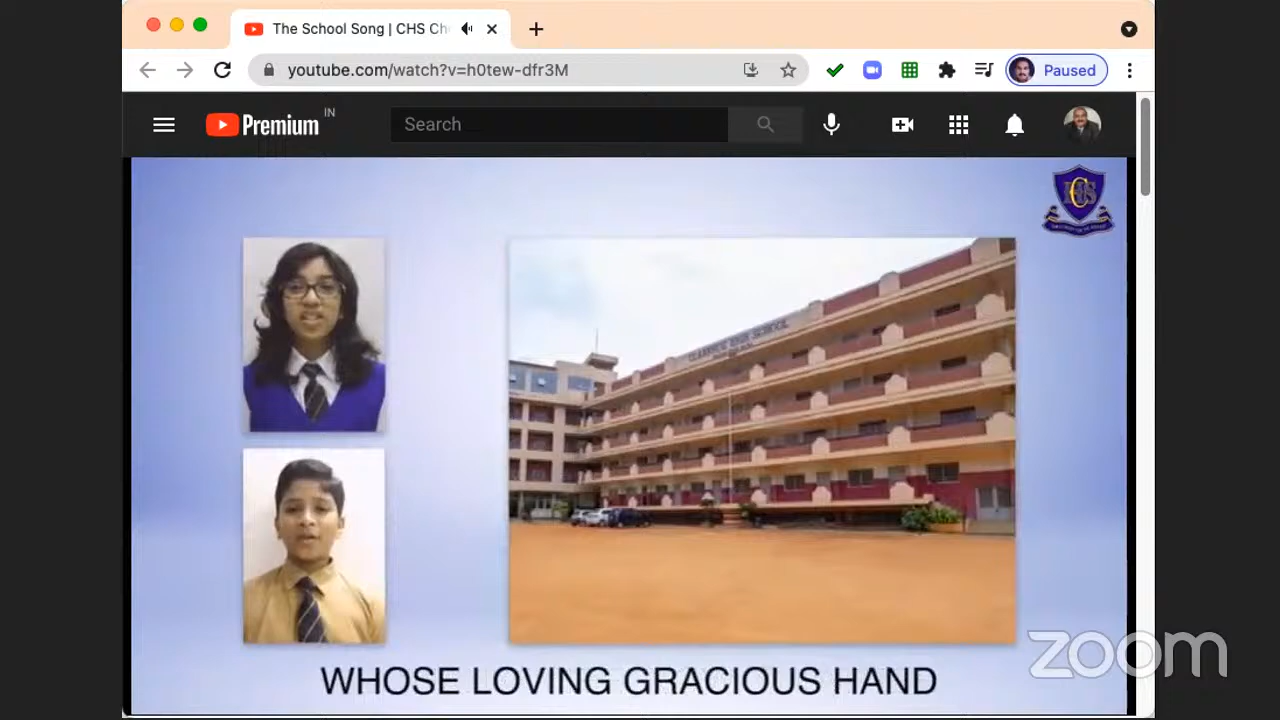 The School Song | CHS Ch
youtube.com/watch?v=h0tew-dfr3M
Paused
Premium
IN
Search
CHS
HIGH SCHOOL
WHOSE LOVING GRACIOUS HAND
zoom